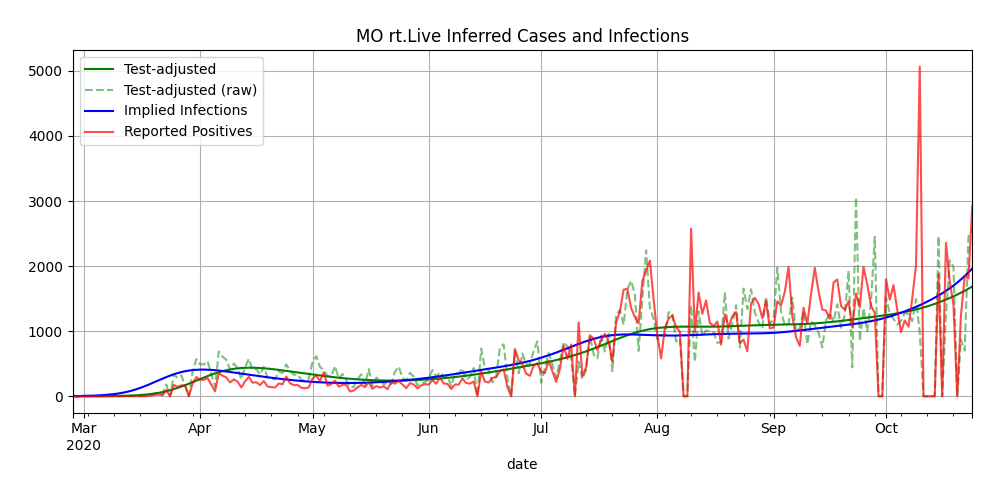 MO rt.Live Inferred Cases and Infections
Test-adjusted
Test-adjusted (raw)
Implied Infections
Reported Positives
5000
4000
3000
2000
1000
0
Mar Apr May Jun Jul Aug Sep Oct
2020
date